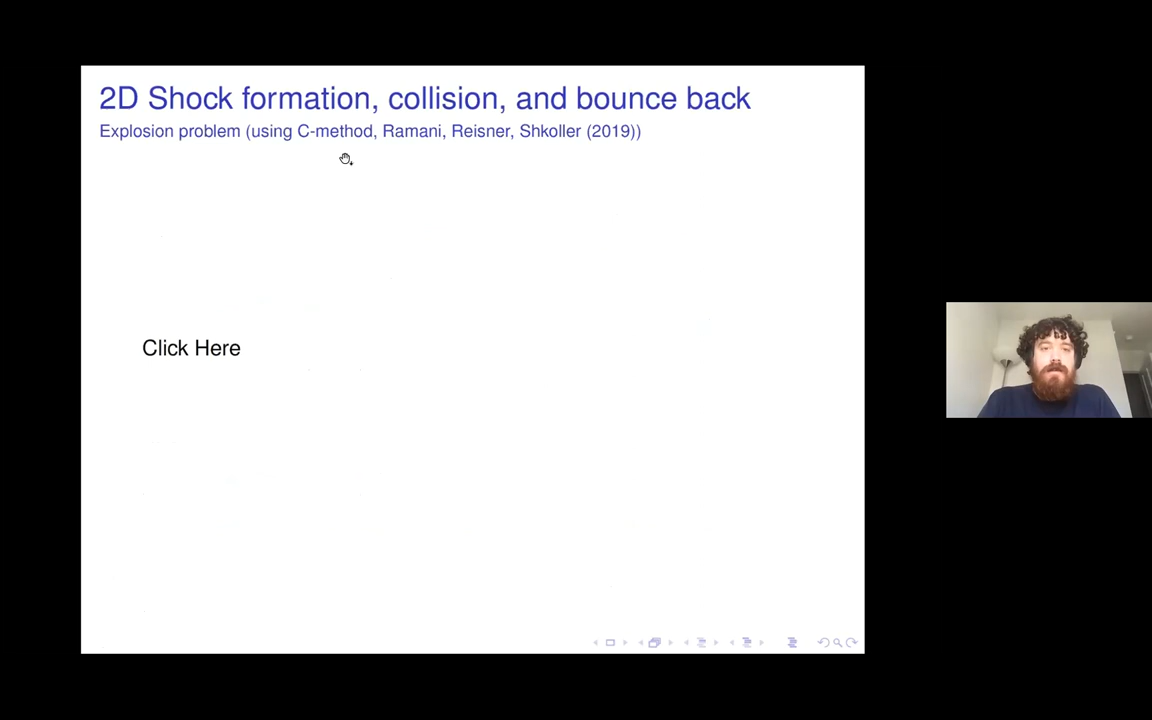 2D Shock formation, collision, and bounce back
Explosion problem (using C-method, Ramani, Reisner, Shkoller (2019))
Click Here